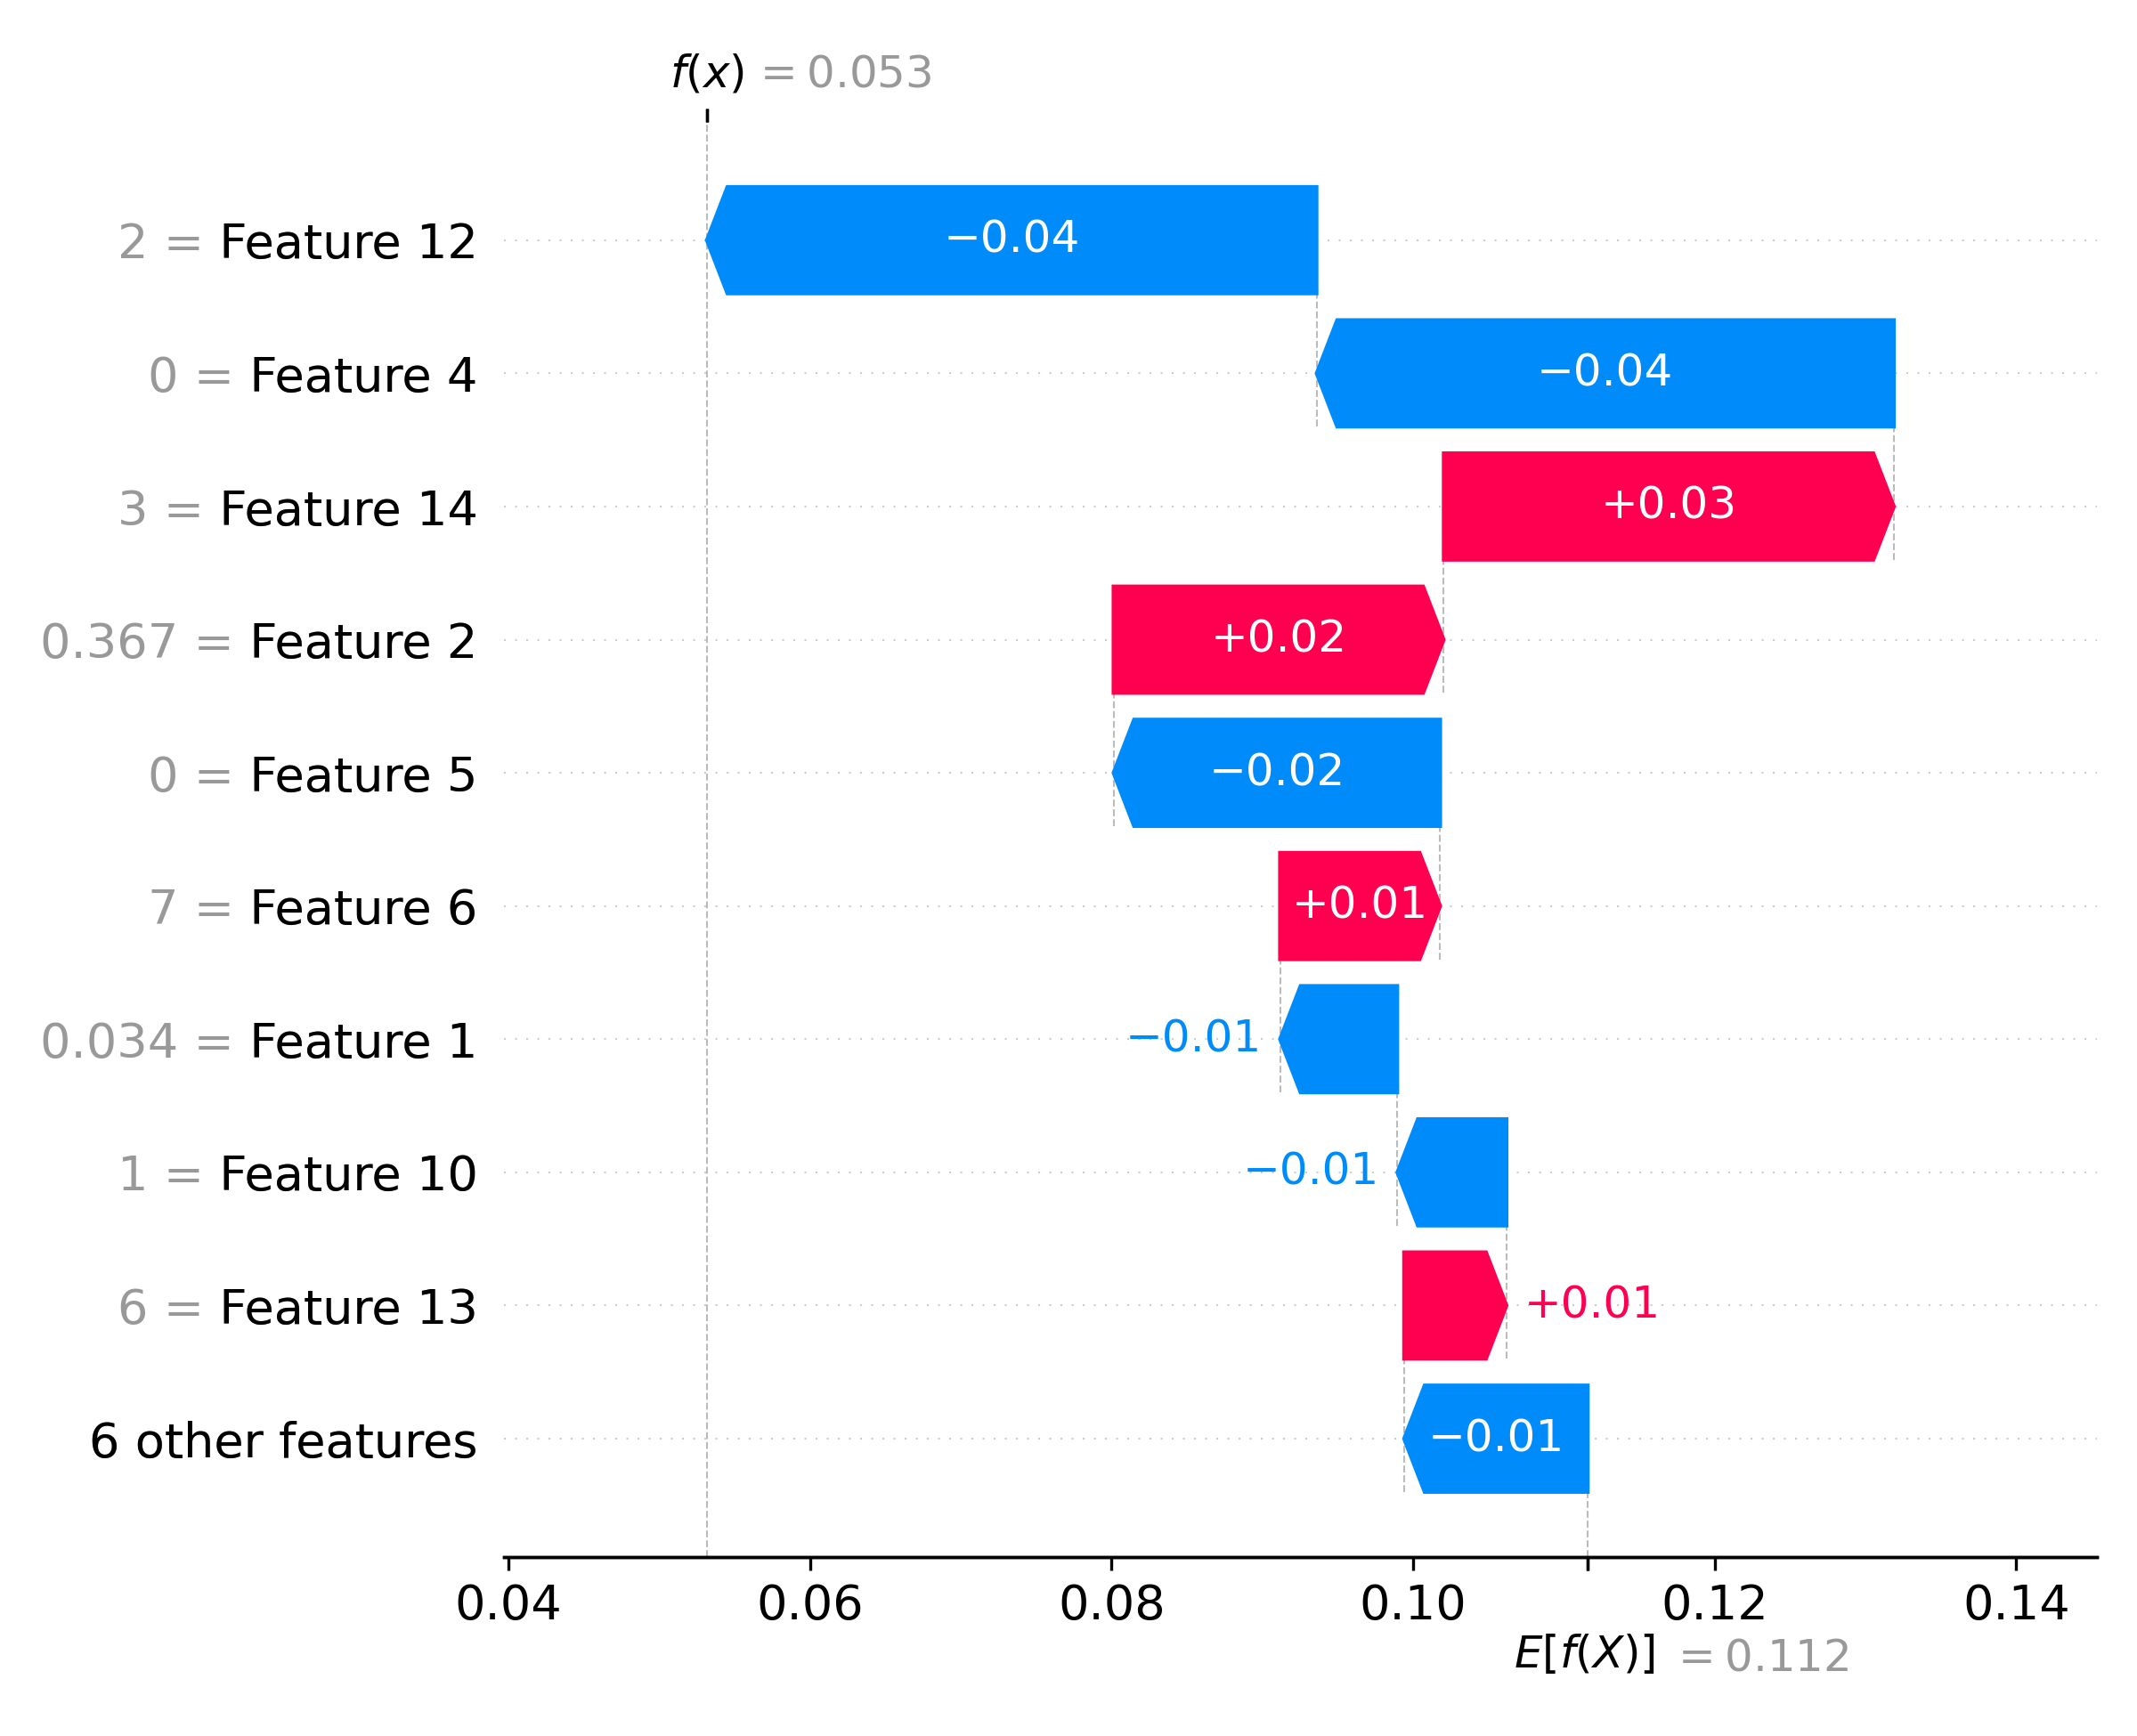 f(x) = 0.053
2 = Feature 12 −0.04
0 = Feature 4 −0.04
3 = Feature 14 +0.03
0.367 = Feature 2 +0.02
0 = Feature 5 −0.02
7 = Feature 6 +0.01
0.034 = Feature 1 −0.01
1 = Feature 10 −0.01
6 = Feature 13 +0.01
6 other features −0.01
0.04 0.06 0.08 0.10 0.12 0.14
E[f(X)] = 0.112